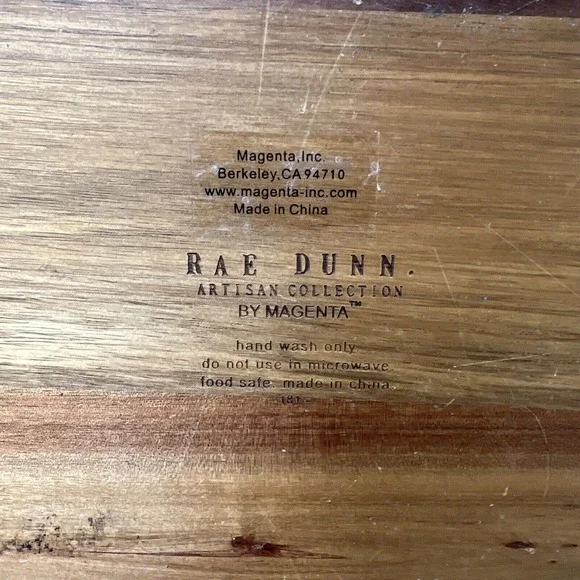 Magenta,Inc.
Berkeley,CA 94710
www.magenta-inc.com
Made in China
RAE DUNN.
ARTISAN COLLECTION
BY MAGENTA™
hand wash only
do not use in microwave
food safe made in china
181